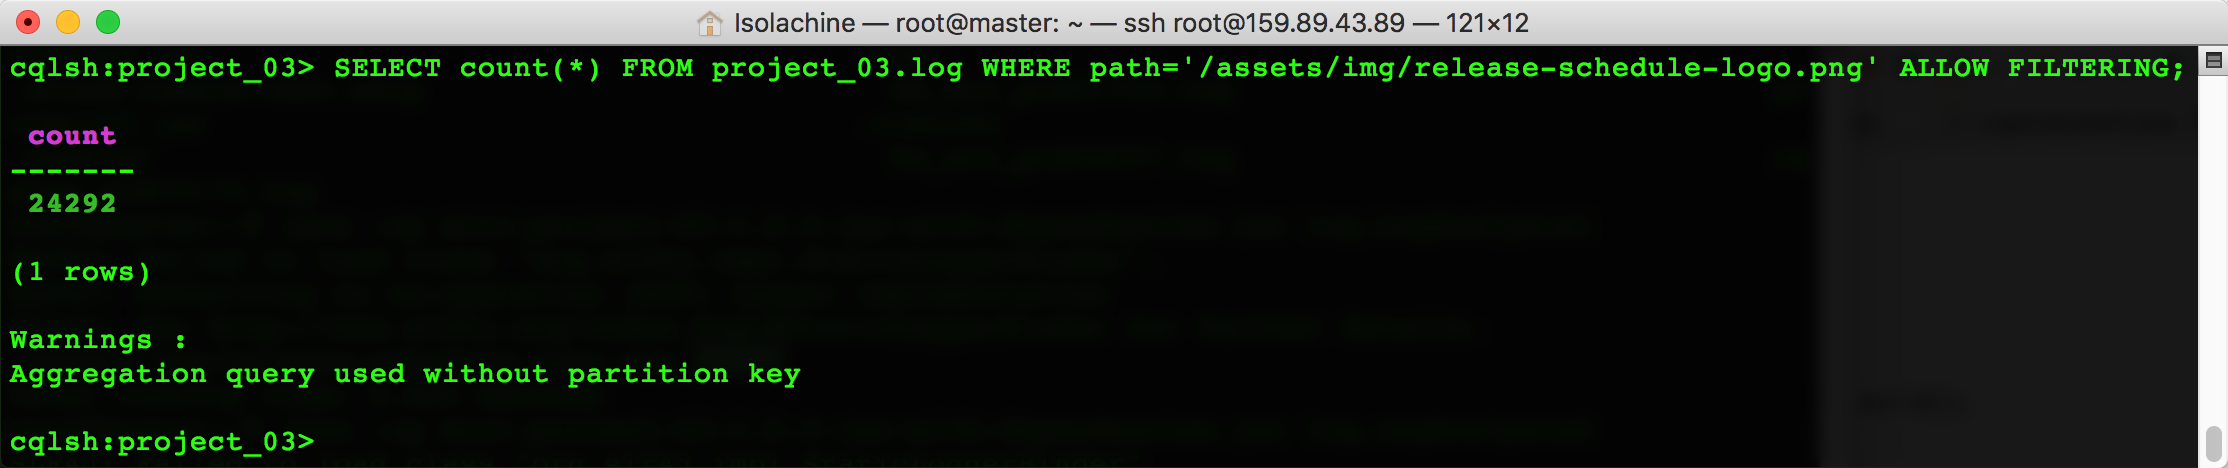 Isolachine — root@master: ~ — ssh root@159.89.43.89 — 121×12
cqlsh:project_03> SELECT count(*) FROM project_03.log WHERE path='/assets/img/release-schedule-logo.png' ALLOW FILTERING;
count
-------
24292
(1 rows)
Warnings :
Aggregation query used without partition key
cqlsh:project_03>